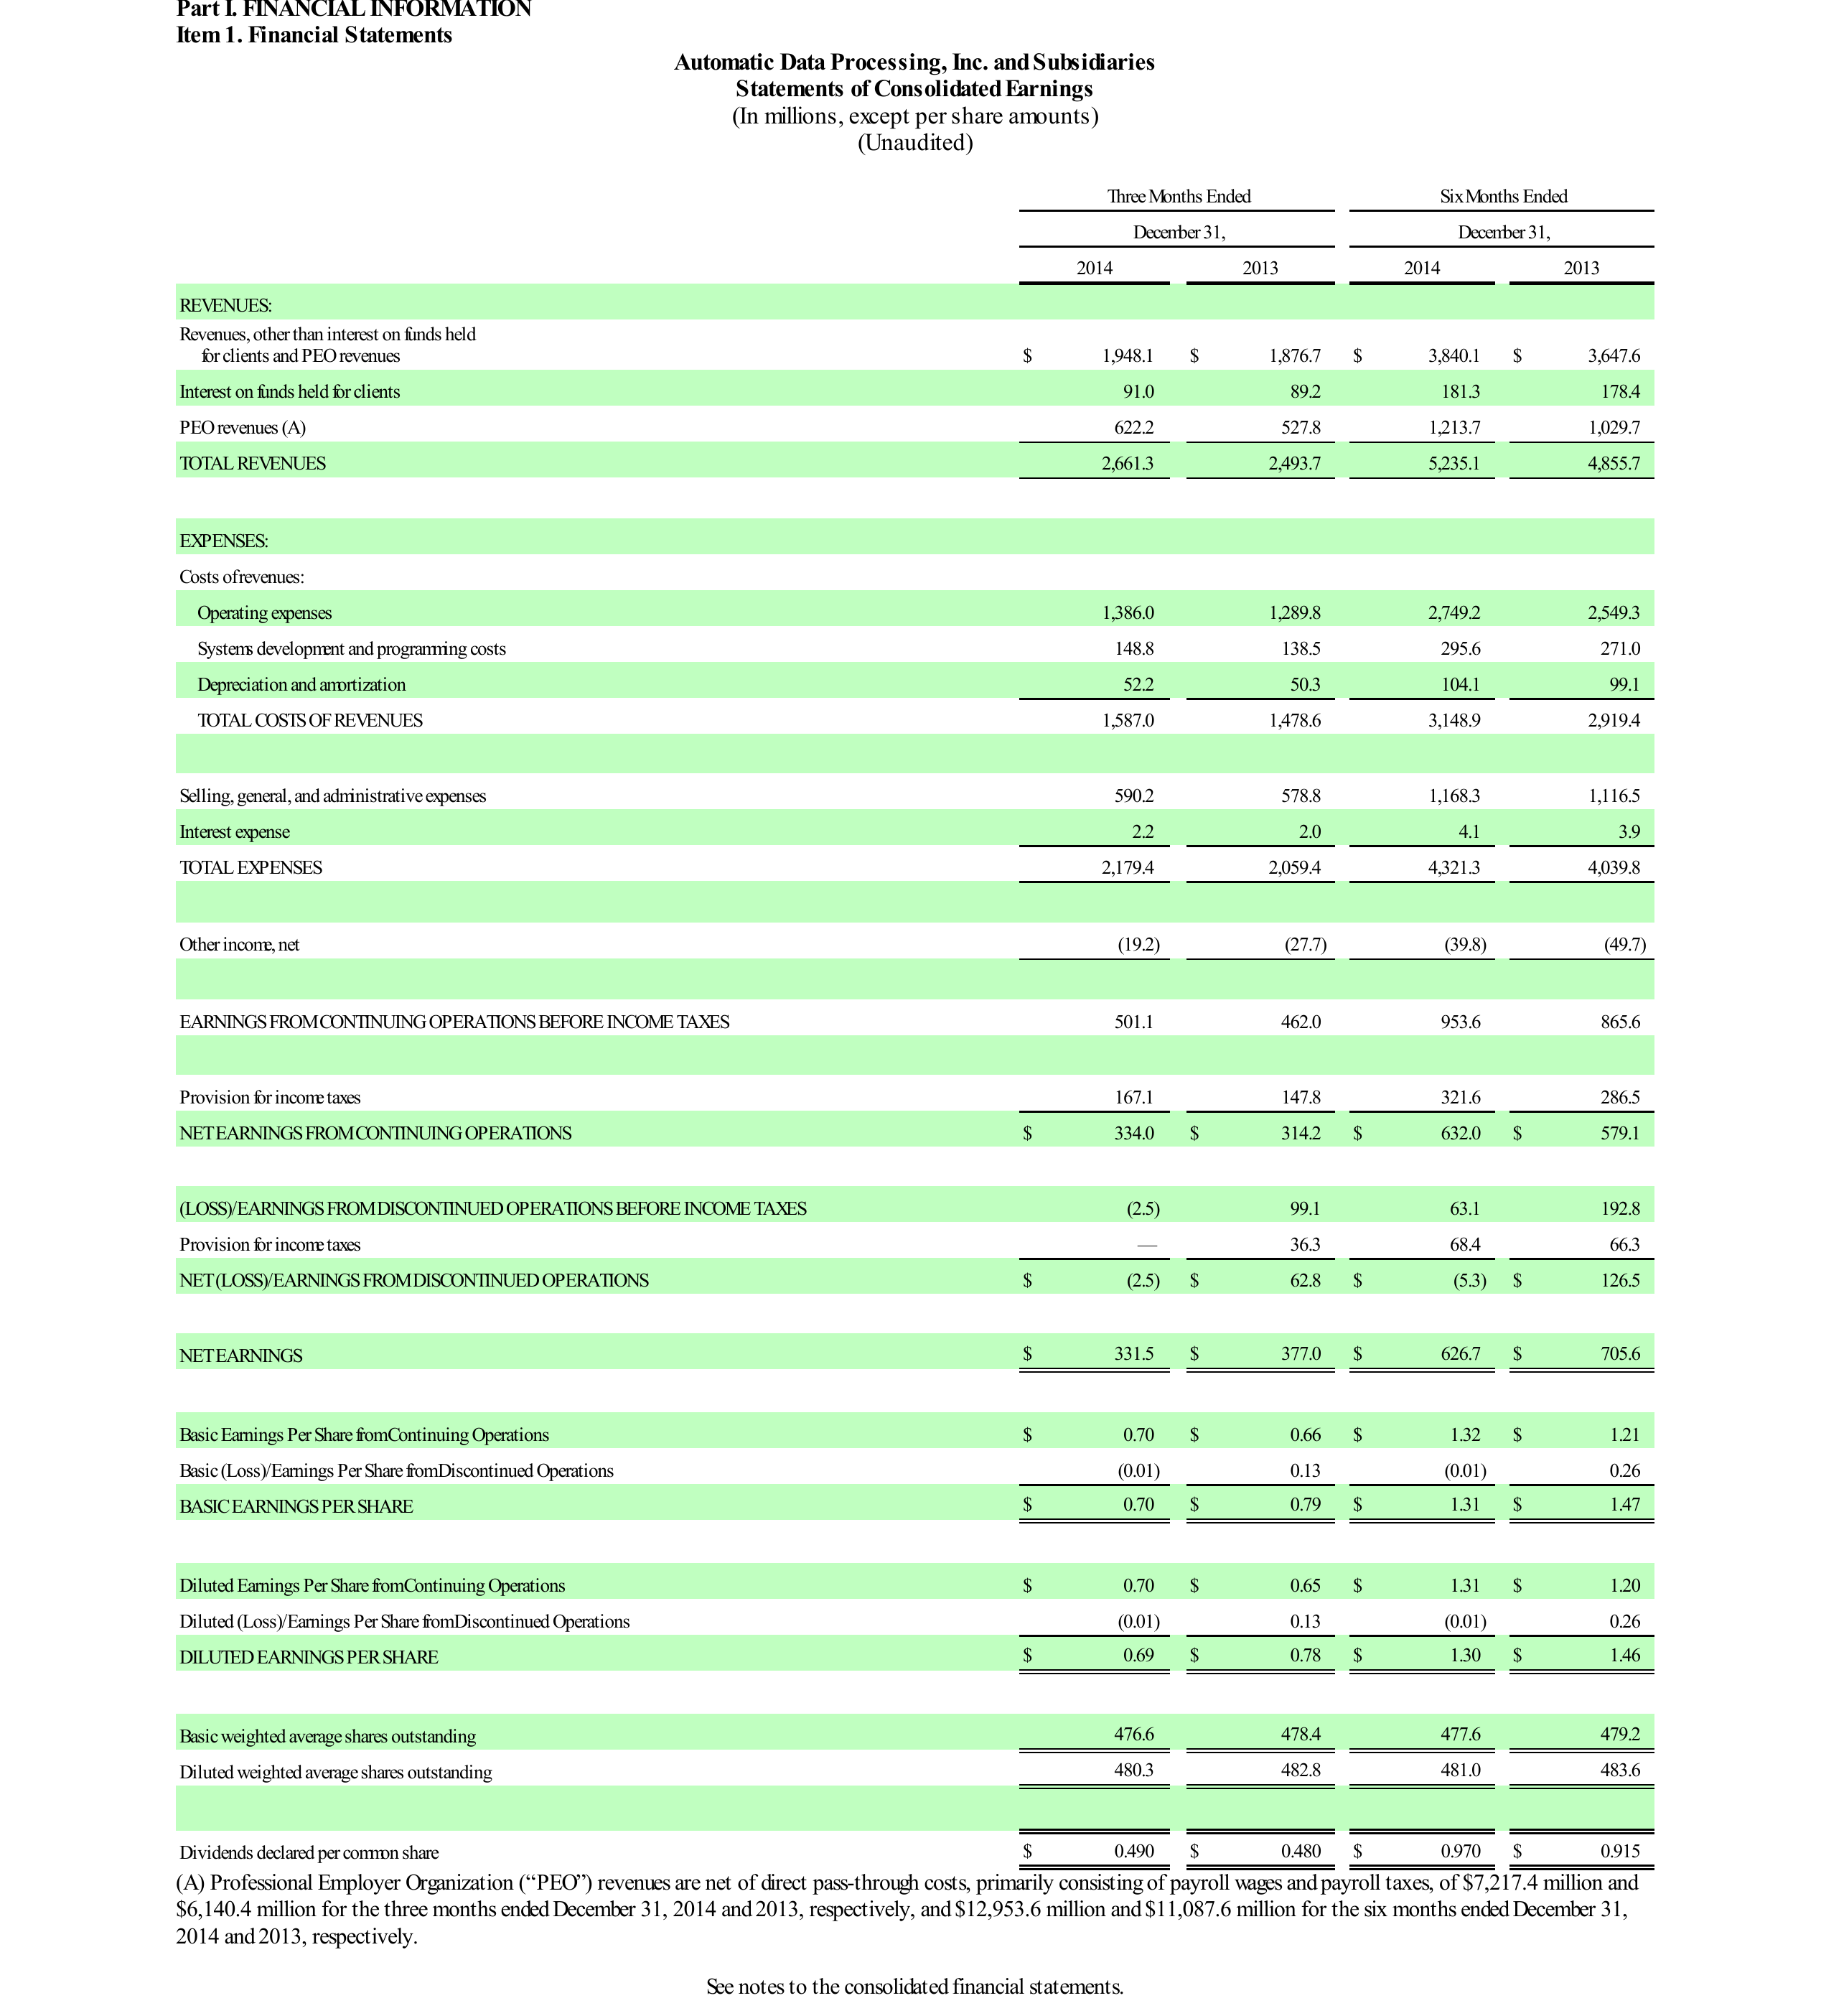 Part I. FINANCIAL INFORMATION
Item 1. Financial Statements
Automatic Data Processing, Inc. and Subsidiaries
Statements of Consolidated Earnings
(In millions, except per share amounts)
(Unaudited)
Three Months Ended Six Months Ended
December 31, December 31,
2014 2013 2014 2013
REVENUES:
Revenues, other than interest on funds held
for clients and PEO revenues $ 1,948.1 $ 1,876.7 $ 3,840.1 $ 3,647.6
Interest on funds held for clients 91.0 89.2 181.3 178.4
PEO revenues (A) 622.2 527.8 1,213.7 1,029.7
TOTAL REVENUES 2,661.3 2,493.7 5,235.1 4,855.7
EXPENSES:
Costs of revenues:
Operating expenses 1,386.0 1,289.8 2,749.2 2,549.3
Systems development and programming costs 148.8 138.5 295.6 271.0
Depreciation and amortization 52.2 50.3 104.1 99.1
TOTAL COSTS OF REVENUES 1,587.0 1,478.6 3,148.9 2,919.4
Selling, general, and administrative expenses 590.2 578.8 1,168.3 1,116.5
Interest expense 2.2 2.0 4.1 3.9
TOTAL EXPENSES 2,179.4 2,059.4 4,321.3 4,039.8
Other income, net (19.2) (27.7) (39.8) (49.7)
EARNINGS FROM CONTINUING OPERATIONS BEFORE INCOME TAXES 501.1 462.0 953.6 865.6
Provision for income taxes 167.1 147.8 321.6 286.5
NET EARNINGS FROM CONTINUING OPERATIONS $ 334.0 $ 314.2 $ 632.0 $ 579.1
(LOSS)/EARNINGS FROM DISCONTINUED OPERATIONS BEFORE INCOME TAXES (2.5) 99.1 63.1 192.8
Provision for income taxes — 36.3 68.4 66.3
NET (LOSS)/EARNINGS FROM DISCONTINUED OPERATIONS $ (2.5) $ 62.8 $ (5.3) $ 126.5
NET EARNINGS $ 331.5 $ 377.0 $ 626.7 $ 705.6
Basic Earnings Per Share from Continuing Operations $ 0.70 $ 0.66 $ 1.32 $ 1.21
Basic (Loss)/Earnings Per Share from Discontinued Operations (0.01) 0.13 (0.01) 0.26
BASIC EARNINGS PER SHARE $ 0.70 $ 0.79 $ 1.31 $ 1.47
Diluted Earnings Per Share from Continuing Operations $ 0.70 $ 0.65 $ 1.31 $ 1.20
Diluted (Loss)/Earnings Per Share from Discontinued Operations (0.01) 0.13 (0.01) 0.26
DILUTED EARNINGS PER SHARE $ 0.69 $ 0.78 $ 1.30 $ 1.46
Basic weighted average shares outstanding 476.6 478.4 477.6 479.2
Diluted weighted average shares outstanding 480.3 482.8 481.0 483.6
Dividends declared per common share $ 0.490 $ 0.480 $ 0.970 $ 0.915
(A) Professional Employer Organization (“PEO”) revenues are net of direct pass-through costs, primarily consisting of payroll wages and payroll taxes, of $7,217.4 million and
$6,140.4 million for the three months ended December 31, 2014 and 2013, respectively, and $12,953.6 million and $11,087.6 million for the six months ended December 31,
2014 and 2013, respectively.
See notes to the consolidated financial statements.